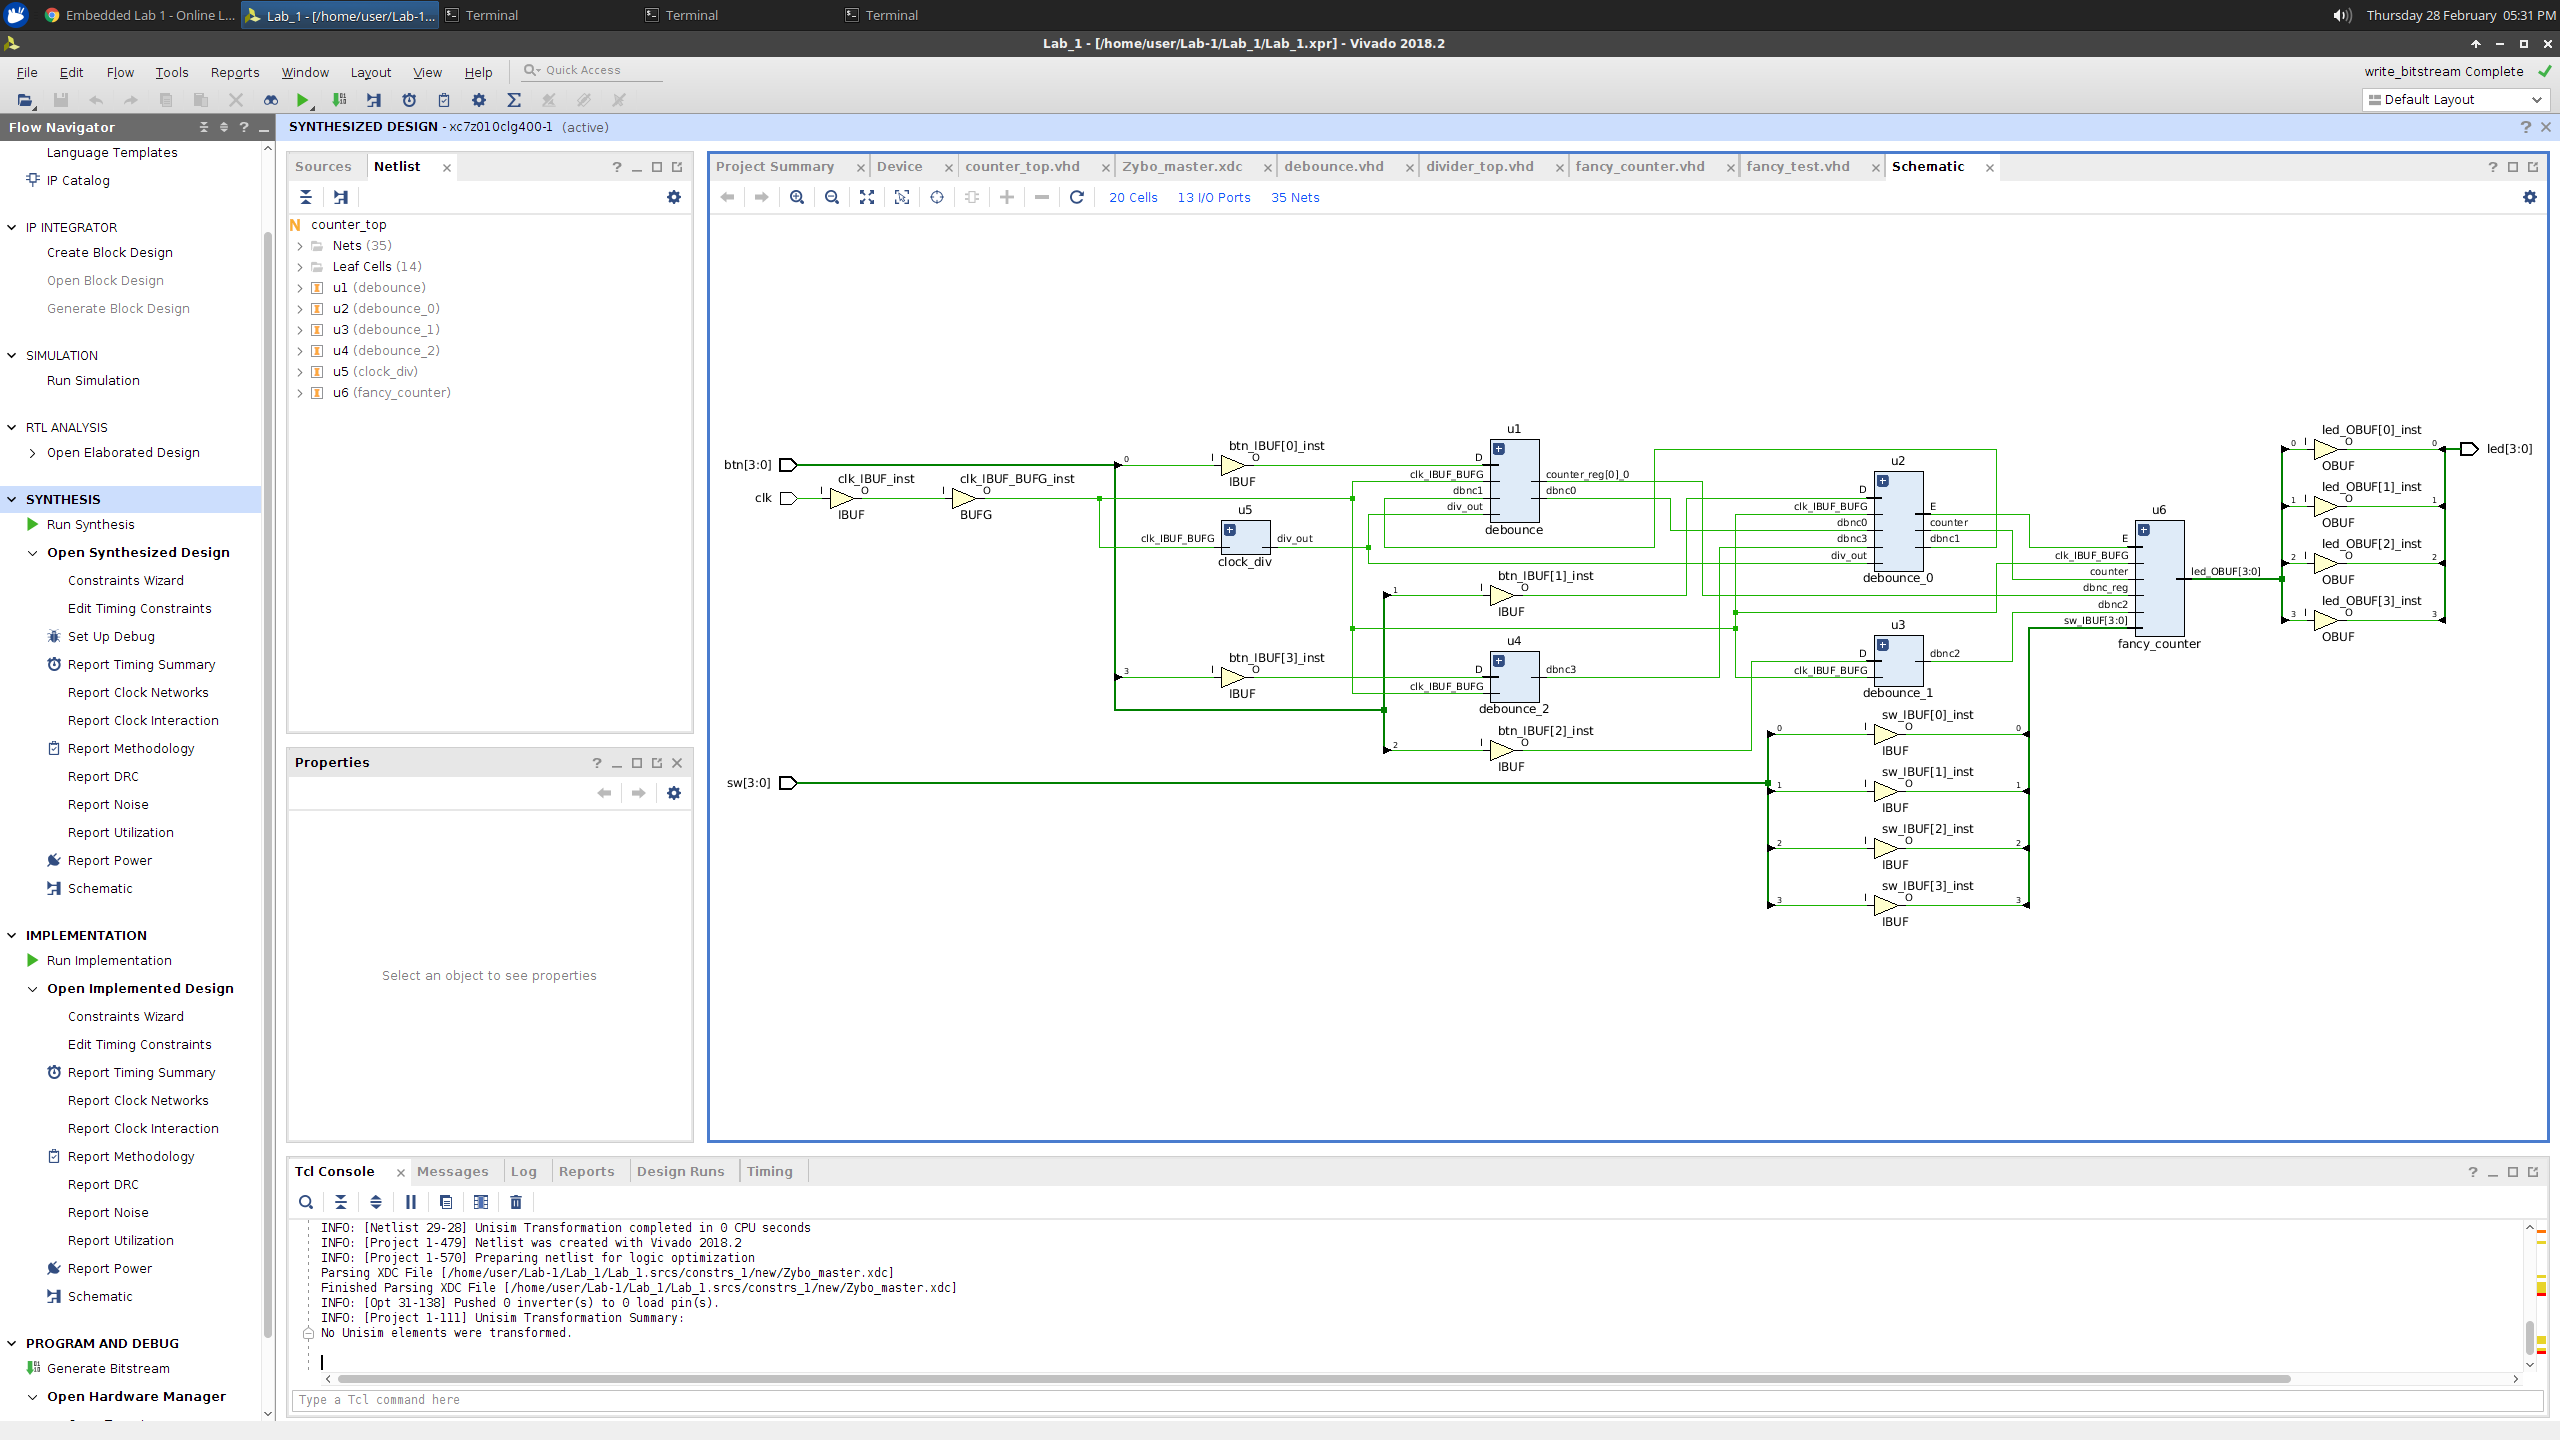 Embedded Lab 1 - Online L...
Lab_1 - [/home/user/Lab-1...
Terminal
Terminal
Terminal
Thursday 28 February 05:31 PM
Lab_1 - [/home/user/Lab-1/Lab_1/Lab_1.xpr] - Vivado 2018.2
File Edit Flow Tools Reports Window Layout View Help
Quick Access
write_bitstream Complete
Default Layout
Flow Navigator
SYNTHESIZED DESIGN - xc7z010clg400-1 (active)
Language Templates
IP Catalog
IP INTEGRATOR
Create Block Design
Open Block Design
Generate Block Design
SIMULATION
Run Simulation
RTL ANALYSIS
Open Elaborated Design
SYNTHESIS
Run Synthesis
Open Synthesized Design
Constraints Wizard
Edit Timing Constraints
Set Up Debug
Report Timing Summary
Report Clock Networks
Report Clock Interaction
Report Methodology
Report DRC
Report Noise
Report Utilization
Report Power
Schematic
IMPLEMENTATION
Run Implementation
Open Implemented Design
Constraints Wizard
Edit Timing Constraints
Report Timing Summary
Report Clock Networks
Report Clock Interaction
Report Methodology
Report DRC
Report Noise
Report Utilization
Report Power
Schematic
PROGRAM AND DEBUG
Generate Bitstream
Open Hardware Manager
Sources Netlist
counter_top
Nets (35)
Leaf Cells (14)
u1 (debounce)
u2 (debounce_0)
u3 (debounce_1)
u4 (debounce_2)
u5 (clock_div)
u6 (fancy_counter)
Properties
Select an object to see properties
Project Summary Device counter_top.vhd Zybo_master.xdc debounce.vhd divider_top.vhd fancy_counter.vhd fancy_test.vhd Schematic
20 Cells 13 I/O Ports 35 Nets
btn[3:0]
clk
sw[3:0]
clk_IBUF_inst
I O
IBUF
clk_IBUF_BUFG_inst
I O
BUFG
0
3
btn_IBUF[0]_inst
I O
IBUF
u5
clk_IBUF_BUFG
div_out
clock_div
btn_IBUF[3]_inst
I O
IBUF
u1
D
clk_IBUF_BUFG
dbnc1
div_out
counter_reg[0]_0
dbnc0
debounce
1
btn_IBUF[1]_inst
I O
IBUF
u4
D
clk_IBUF_BUFG
dbnc3
debounce_2
2
btn_IBUF[2]_inst
I O
IBUF
u2
D
clk_IBUF_BUFG
dbnc0
dbnc3
div_out
E
counter
dbnc1
debounce_0
u3
D
clk_IBUF_BUFG
dbnc2
debounce_1
sw_IBUF[0]_inst
0 I O 0
IBUF
sw_IBUF[1]_inst
1 I O 1
IBUF
sw_IBUF[2]_inst
2 I O 2
IBUF
sw_IBUF[3]_inst
3 I O 3
IBUF
u6
E
clk_IBUF_BUFG
counter
dbnc_reg
dbnc2
sw_IBUF[3:0]
led_OBUF[3:0]
fancy_counter
led_OBUF[0]_inst
0 I O 0
OBUF
led_OBUF[1]_inst
1 I O 1
OBUF
led_OBUF[2]_inst
2 I O 2
OBUF
led_OBUF[3]_inst
3 I O 3
OBUF
led[3:0]
Tcl Console Messages Log Reports Design Runs Timing
INFO: [Netlist 29-28] Unisim Transformation completed in 0 CPU seconds
INFO: [Project 1-479] Netlist was created with Vivado 2018.2
INFO: [Project 1-570] Preparing netlist for logic optimization
Parsing XDC File [/home/user/Lab-1/Lab_1/Lab_1.srcs/constrs_1/new/Zybo_master.xdc]
Finished Parsing XDC File [/home/user/Lab-1/Lab_1/Lab_1.srcs/constrs_1/new/Zybo_master.xdc]
INFO: [Opt 31-138] Pushed 0 inverter(s) to 0 load pin(s).
INFO: [Project 1-111] Unisim Transformation Summary:
No Unisim elements were transformed.
Type a Tcl command here